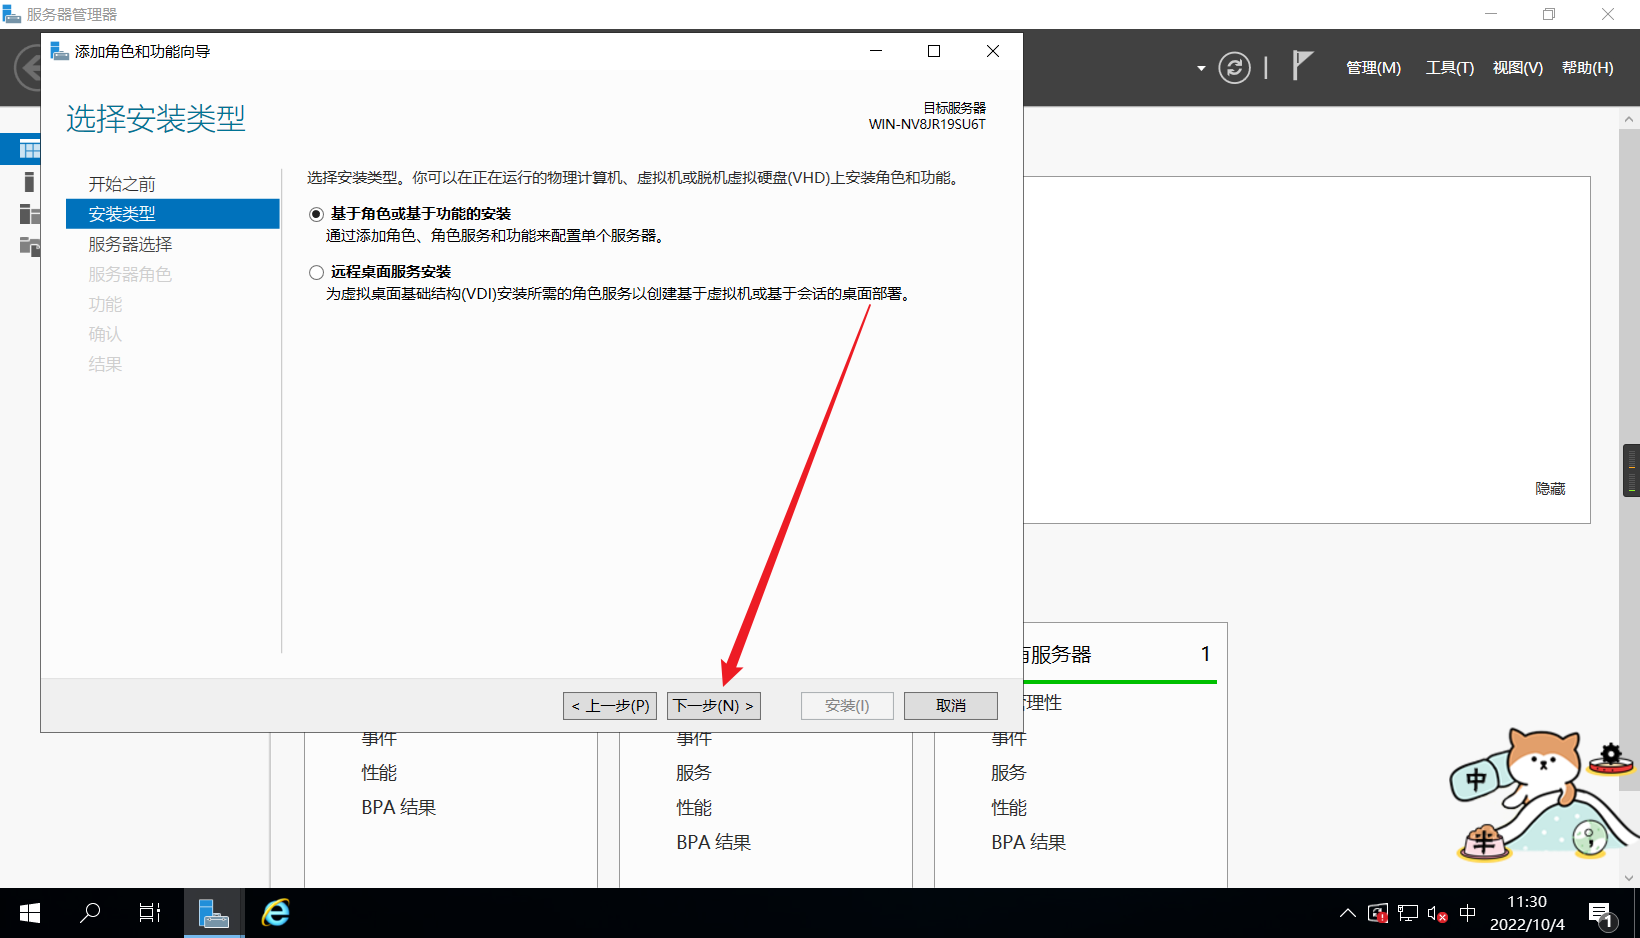 服务器管理器
添加角色和功能向导
管理(M) 工具(T) 视图(V) 帮助(H)
选择安装类型
目标服务器
WIN-NV8JR19SU6T
开始之前
安装类型
服务器选择
服务器角色
功能
确认
结果
选择安装类型。你可以在正在运行的物理计算机、虚拟机或脱机虚拟硬盘(VHD)上安装角色和功能。
基于角色或基于功能的安装
通过添加角色、角色服务和功能来配置单个服务器。
远程桌面服务安装
为虚拟桌面基础结构(VDI)安装所需的角色服务以创建基于虚拟机或基于会话的桌面部署。
隐藏
< 上一步(P) 下一步(N) > 安装(I) 取消
有服务器 1
理性
事件
性能
BPA 结果
事件
服务
性能
BPA 结果
事件
服务
性能
BPA 结果
中
半
中
11:30
2022/10/4
1